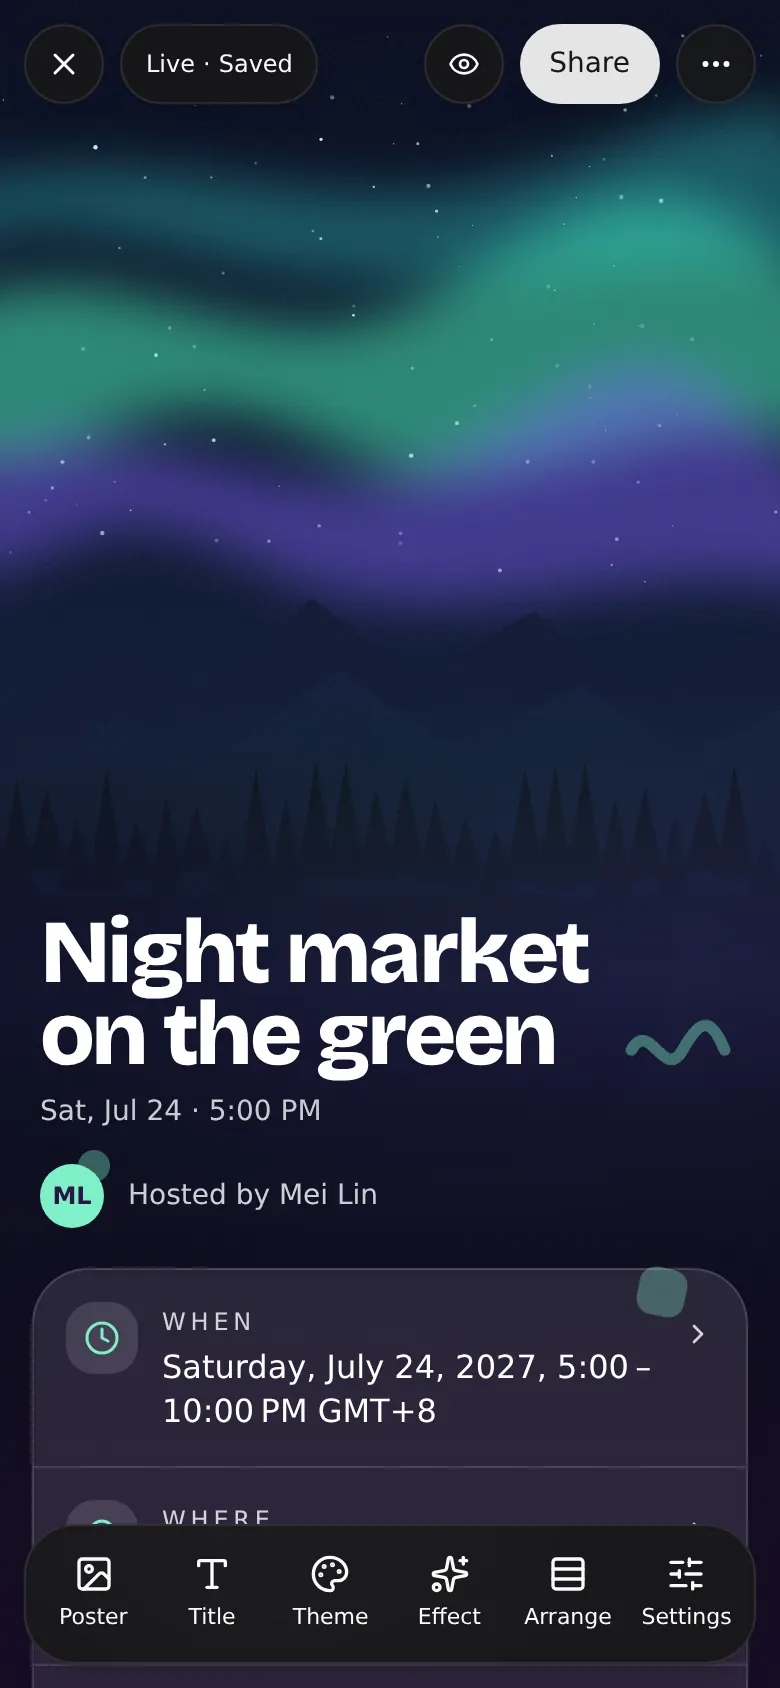 Live · Saved
Share
Night market
on the green
Sat, Jul 24 · 5:00 PM
ML
Hosted by Mei Lin
WHEN
Saturday, July 24, 2027, 5:00 –
10:00 PM GMT+8
WHERE
Poster
Title
Theme
Effect
Arrange
Settings